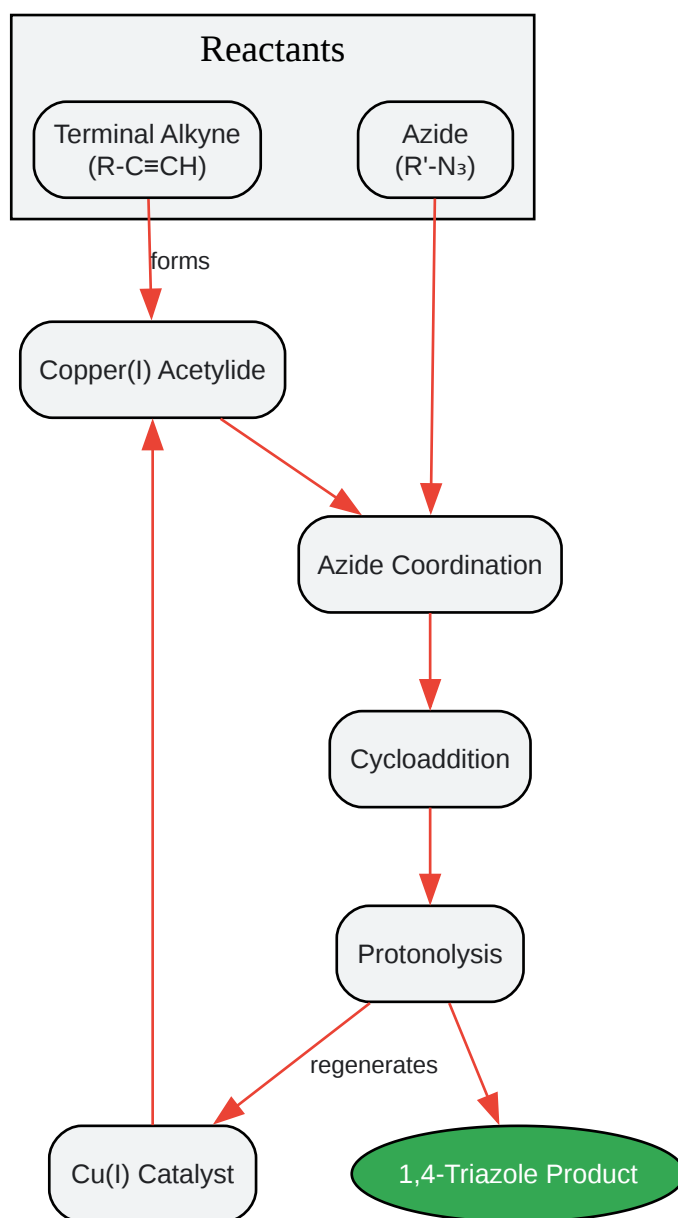 Reactants
Terminal Alkyne
(R-C≡CH)
Azide
(R'-N₃)
forms
Copper(I) Acetylide
Azide Coordination
Cycloaddition
Protonolysis
regenerates
Cu(I) Catalyst
1,4-Triazole Product